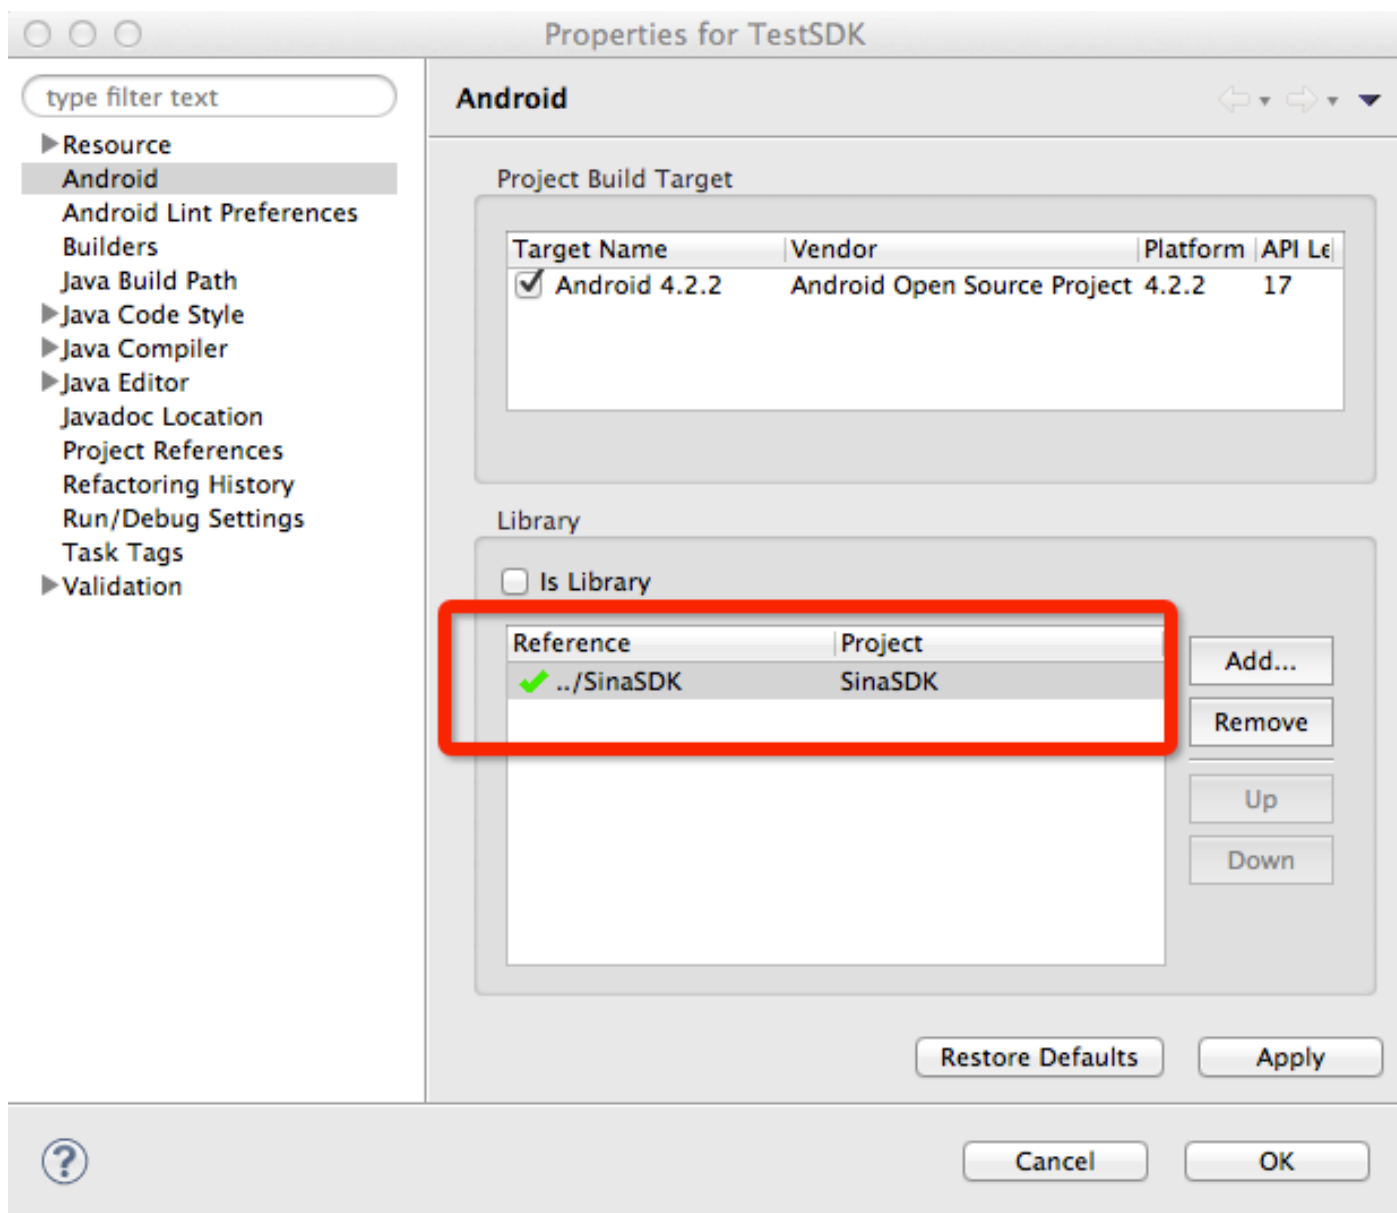 Properties for TestSDK
type filter text
Resource
Android
Android Lint Preferences
Builders
Java Build Path
Java Code Style
Java Compiler
Java Editor
Javadoc Location
Project References
Refactoring History
Run/Debug Settings
Task Tags
Validation
Android
Project Build Target
Target Name Vendor Platform API Le
Android 4.2.2 Android Open Source Project 4.2.2 17
Library
Is Library
Reference Project
../SinaSDK SinaSDK
Add...
Remove
Up
Down
Restore Defaults Apply
? Cancel OK